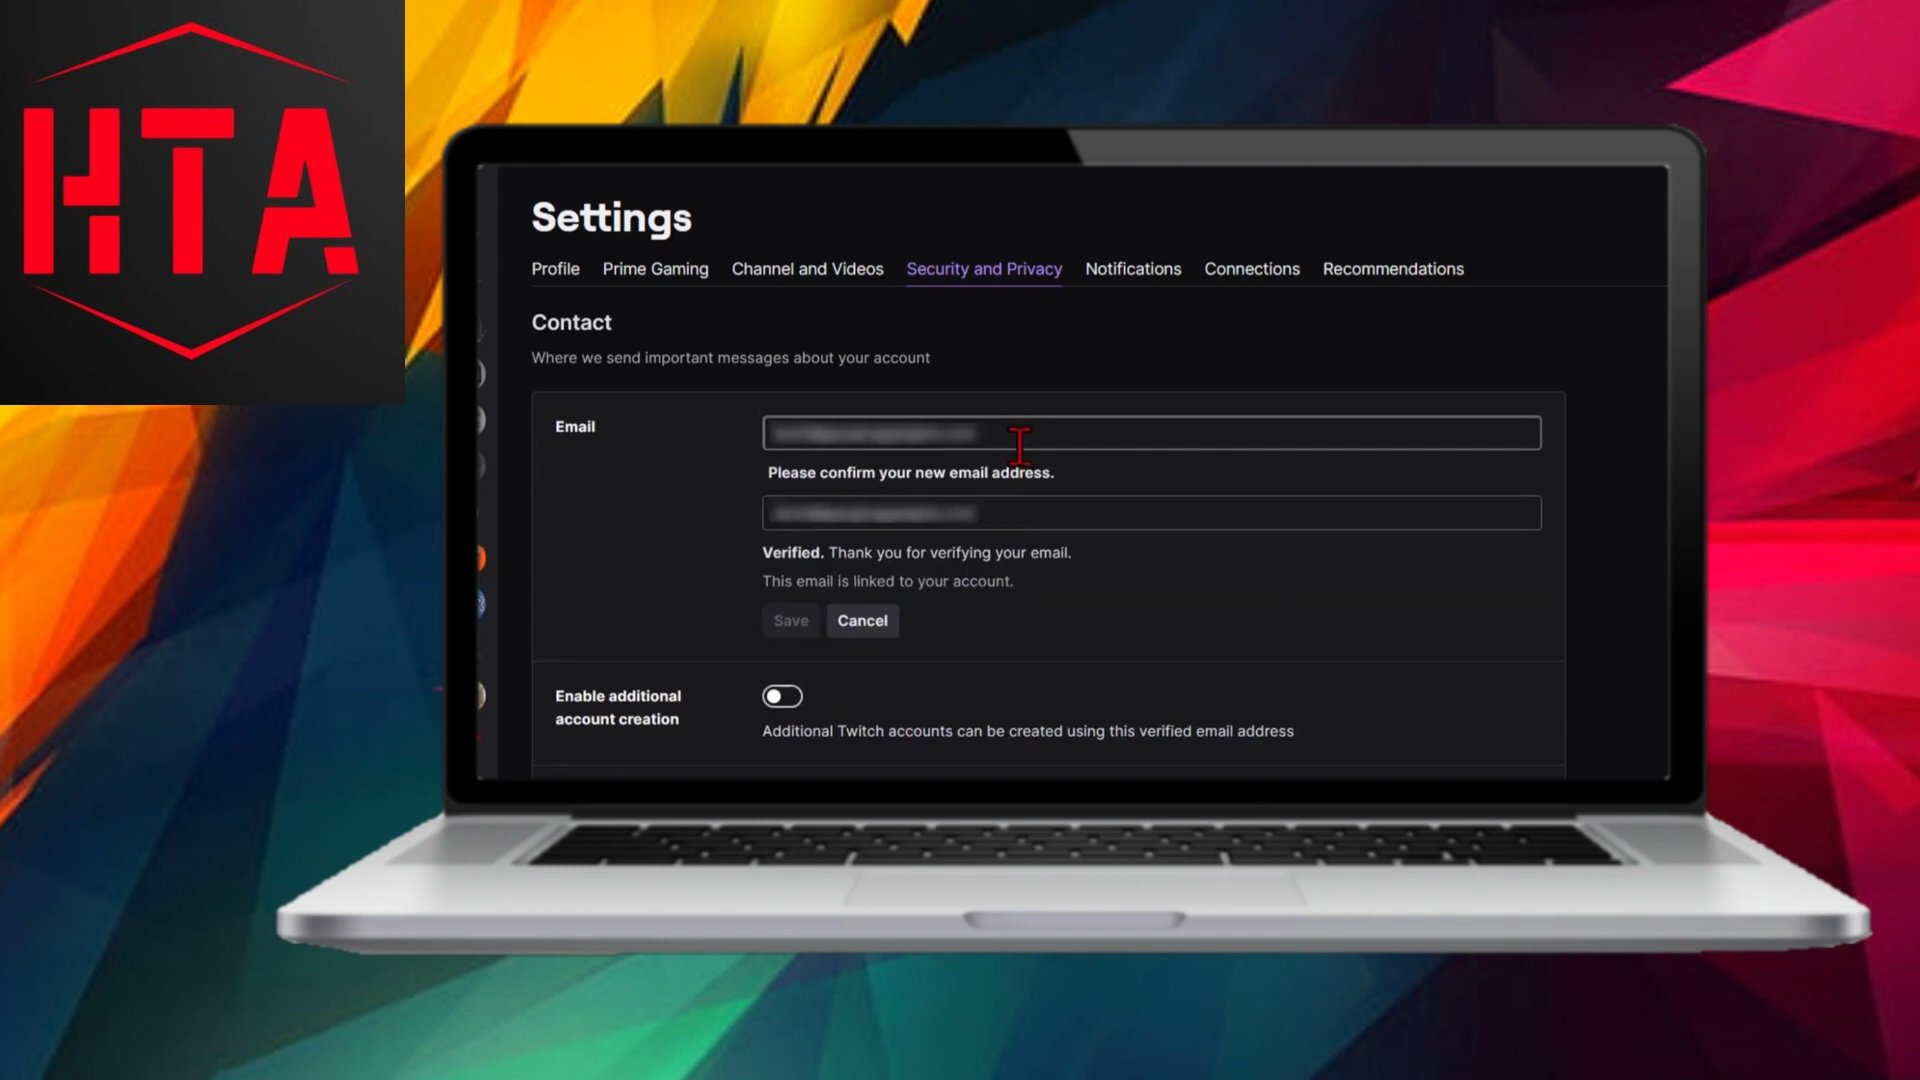 HTA
Settings
Profile Prime Gaming Channel and Videos Security and Privacy Notifications Connections Recommendations
Contact
Where we send important messages about your account
Email
Please confirm your new email address.
Verified. Thank you for verifying your email.
This email is linked to your account.
Save Cancel
Enable additional
account creation
Additional Twitch accounts can be created using this verified email address